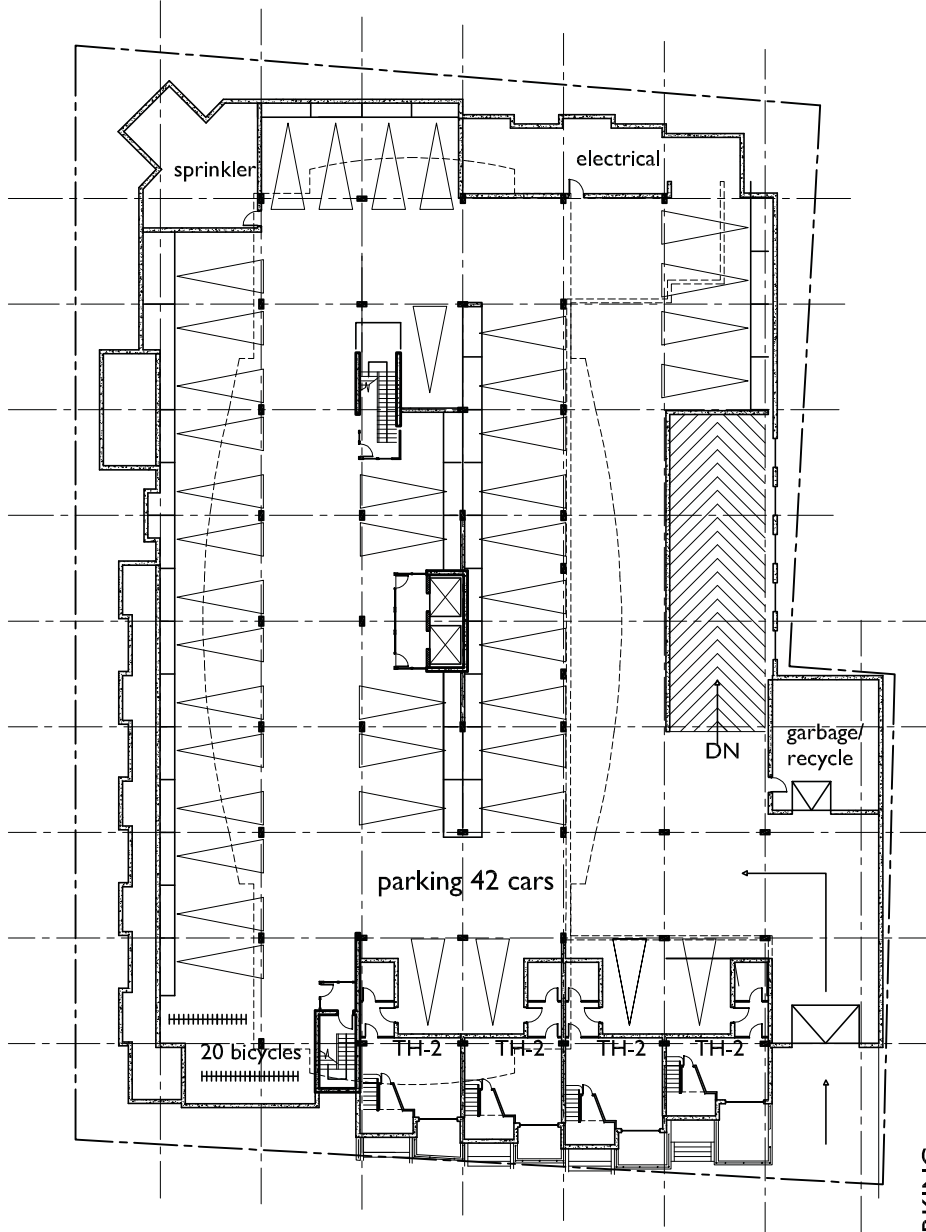 sprinkler
electrical
DN
garbage/
recycle
parking 42 cars
20 bicycles
TH-2
TH-2
TH-2
TH-2